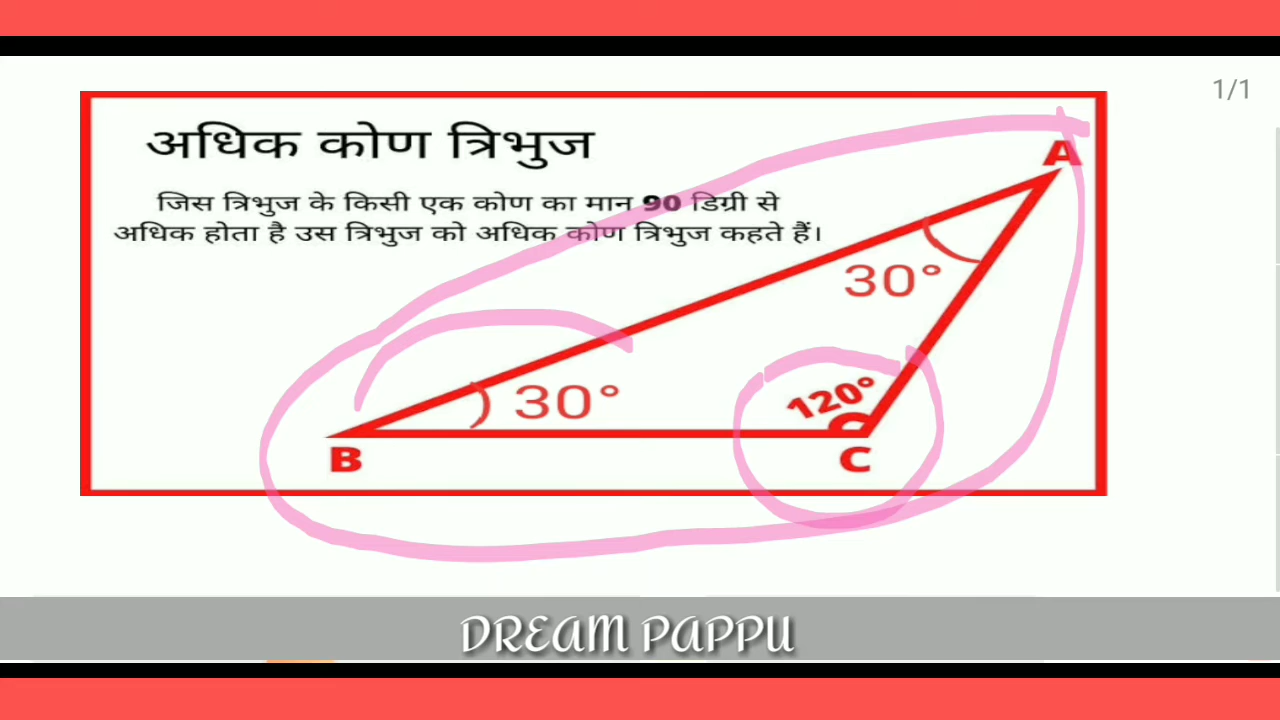 1/1
अधिक कोण त्रिभुज
जिस त्रिभुज के किसी एक कोण का मान 90 डिग्री से
अधिक होता है उस त्रिभुज को अधिक कोण त्रिभुज कहते हैं।
A
30°
30°
120°
B
C
DREAM PAPPU